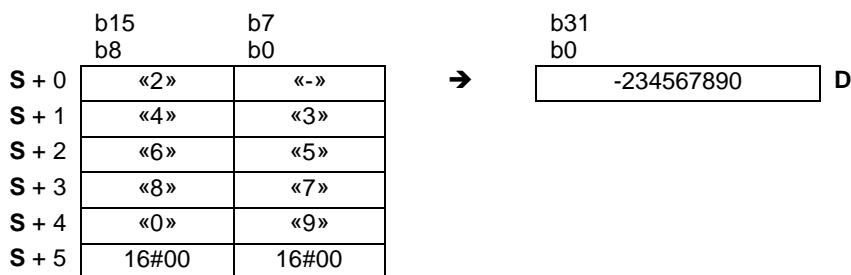 b15 b7 b31
b8 b0 b0
S + 0 «2» «-» ➔ -234567890 D
S + 1 «4» «3»
S + 2 «6» «5»
S + 3 «8» «7»
S + 4 «0» «9»
S + 5 16#00 16#00